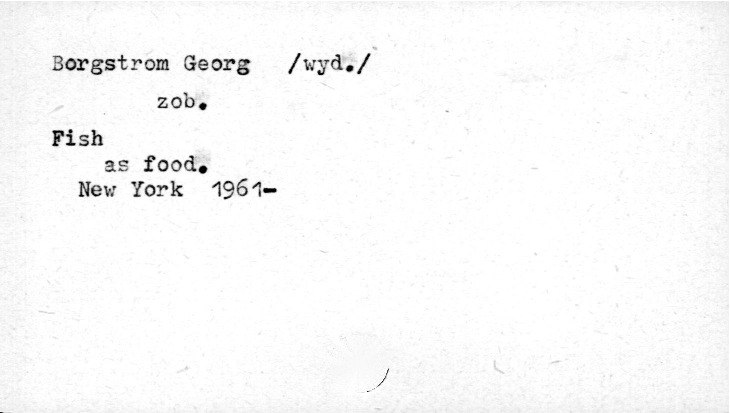 Borgstrom Georg /wyd./
zob.
Fish
as food.
New York 1961-